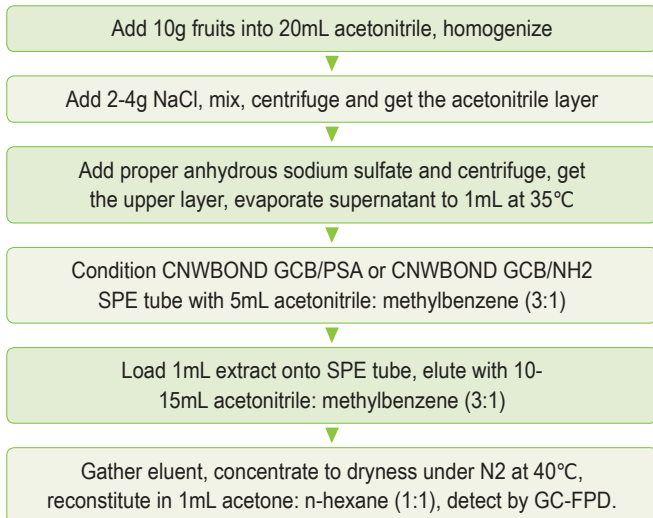 Add 10g fruits into 20mL acetonitrile, homogenize
Add 2-4g NaCl, mix, centrifuge and get the acetonitrile layer
Add proper anhydrous sodium sulfate and centrifuge, get
the upper layer, evaporate supernatant to 1mL at 35℃
Condition CNWBOND GCB/PSA or CNWBOND GCB/NH2
SPE tube with 5mL acetonitrile: methylbenzene (3:1)
Load 1mL extract onto SPE tube, elute with 10-
15mL acetonitrile: methylbenzene (3:1)
Gather eluent, concentrate to dryness under N2 at 40℃,
reconstitute in 1mL acetone: n-hexane (1:1), detect by GC-FPD.